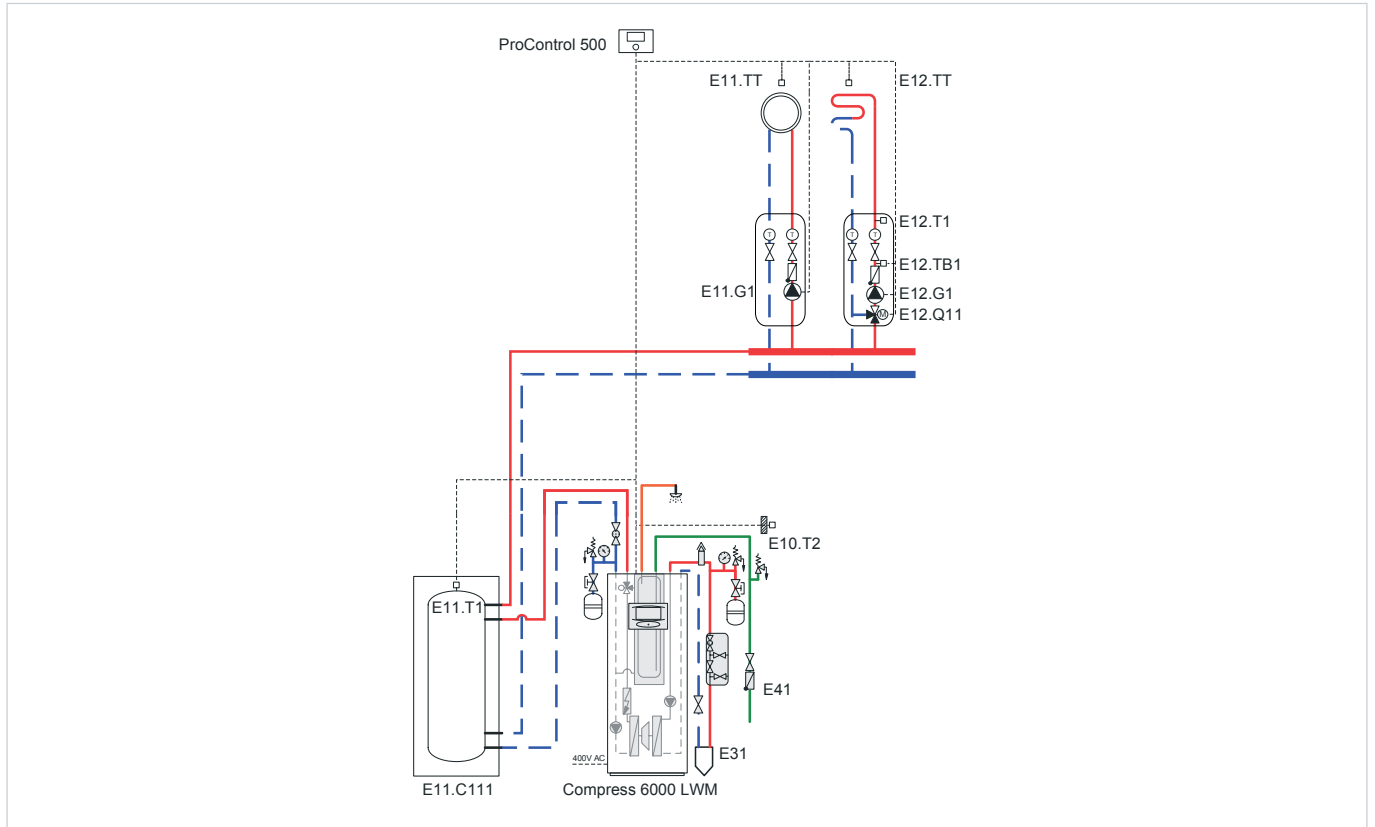 ProControl 500
E11.TT
E12.TT
T
T
T
T
E12.T1
E12.TB1
E11.G1
E12.G1
M
E12.Q11
E10.T2
E11.T1
E41
E31
400V AC
E11.C111
Compress 6000 LWM